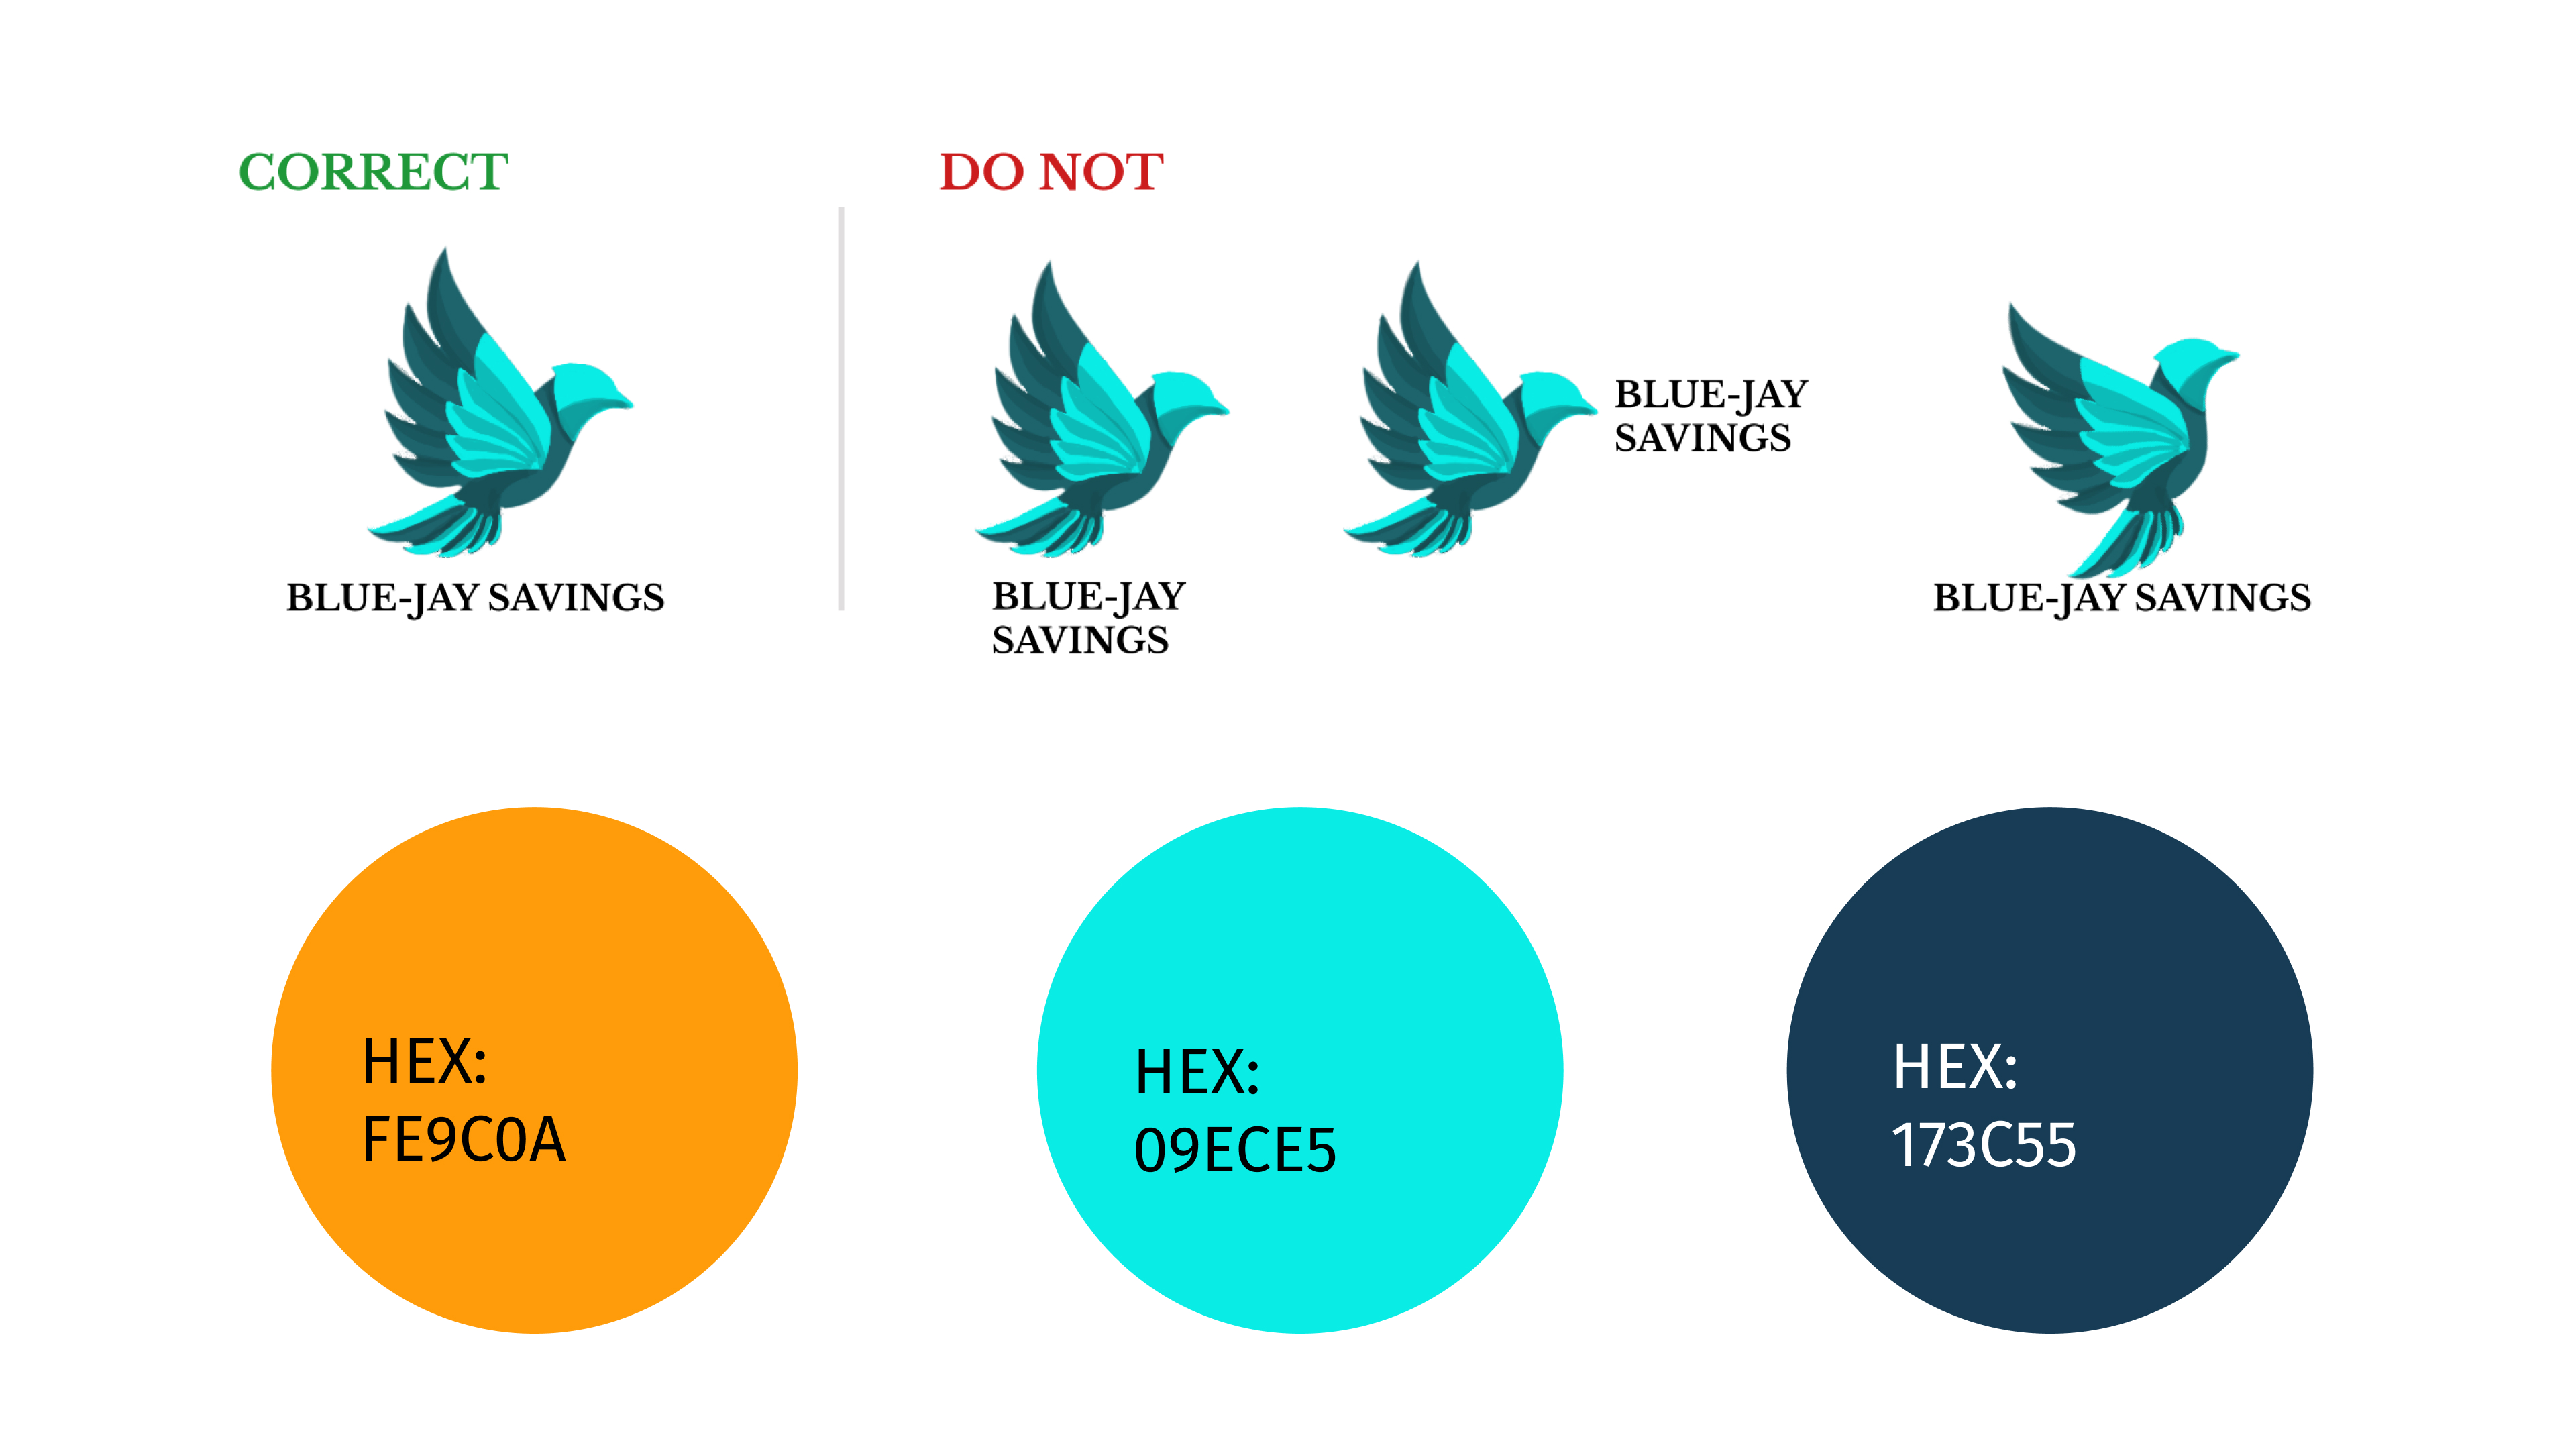 CORRECT
DO NOT
BLUE-JAY SAVINGS
BLUE-JAY
SAVINGS
BLUE-JAY
SAVINGS
BLUE-JAY SAVINGS
HEX:
FE9C0A
HEX:
09ECE5
HEX:
173C55